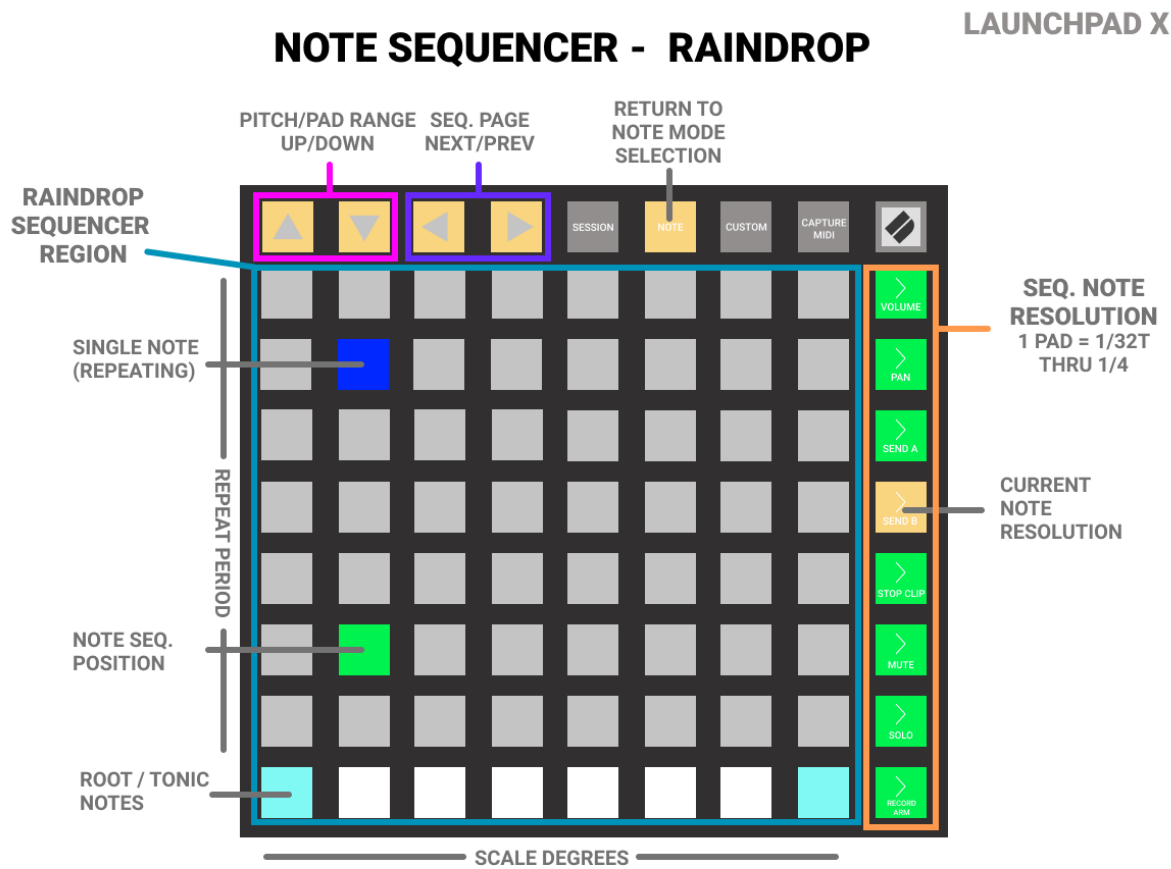 LAUNCHPAD X
NOTE SEQUENCER - RAINDROP
PITCH/PAD RANGE
UP/DOWN
SEQ. PAGE
NEXT/PREV
RETURN TO
NOTE MODE
SELECTION
RAINDROP
SEQUENCER
REGION
SESSION
NOTE
CUSTOM
CAPTURE
MIDI
VOLUME
SEQ. NOTE
RESOLUTION
1 PAD = 1/32T
THRU 1/4
SINGLE NOTE
(REPEATING)
PAN
SEND A
REPEAT PERIOD
SEND B
CURRENT
NOTE
RESOLUTION
STOP CLIP
NOTE SEQ.
POSITION
MUTE
SOLO
ROOT / TONIC
NOTES
RECORD
ARM
SCALE DEGREES